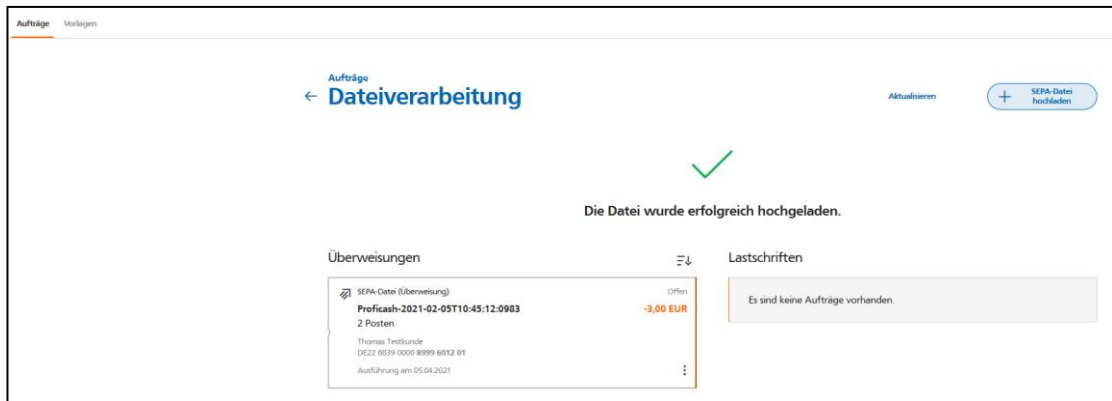 Aufträge Vorlagen
Aufträge
Dateiverarbeitung
Aktualisieren
SEPA-Datei
hochladen
Die Datei wurde erfolgreich hochgeladen.
Überweisungen
Lastschriften
SEPA-Datei (Überweisung) Offen
Proficash-2021-02-05T10:45:12:0983 -3,00 EUR
2 Posten
Thomas Testkunde
DE22 6839 0000 8999 6012 01
Ausführung am 05.04.2021
Es sind keine Aufträge vorhanden.